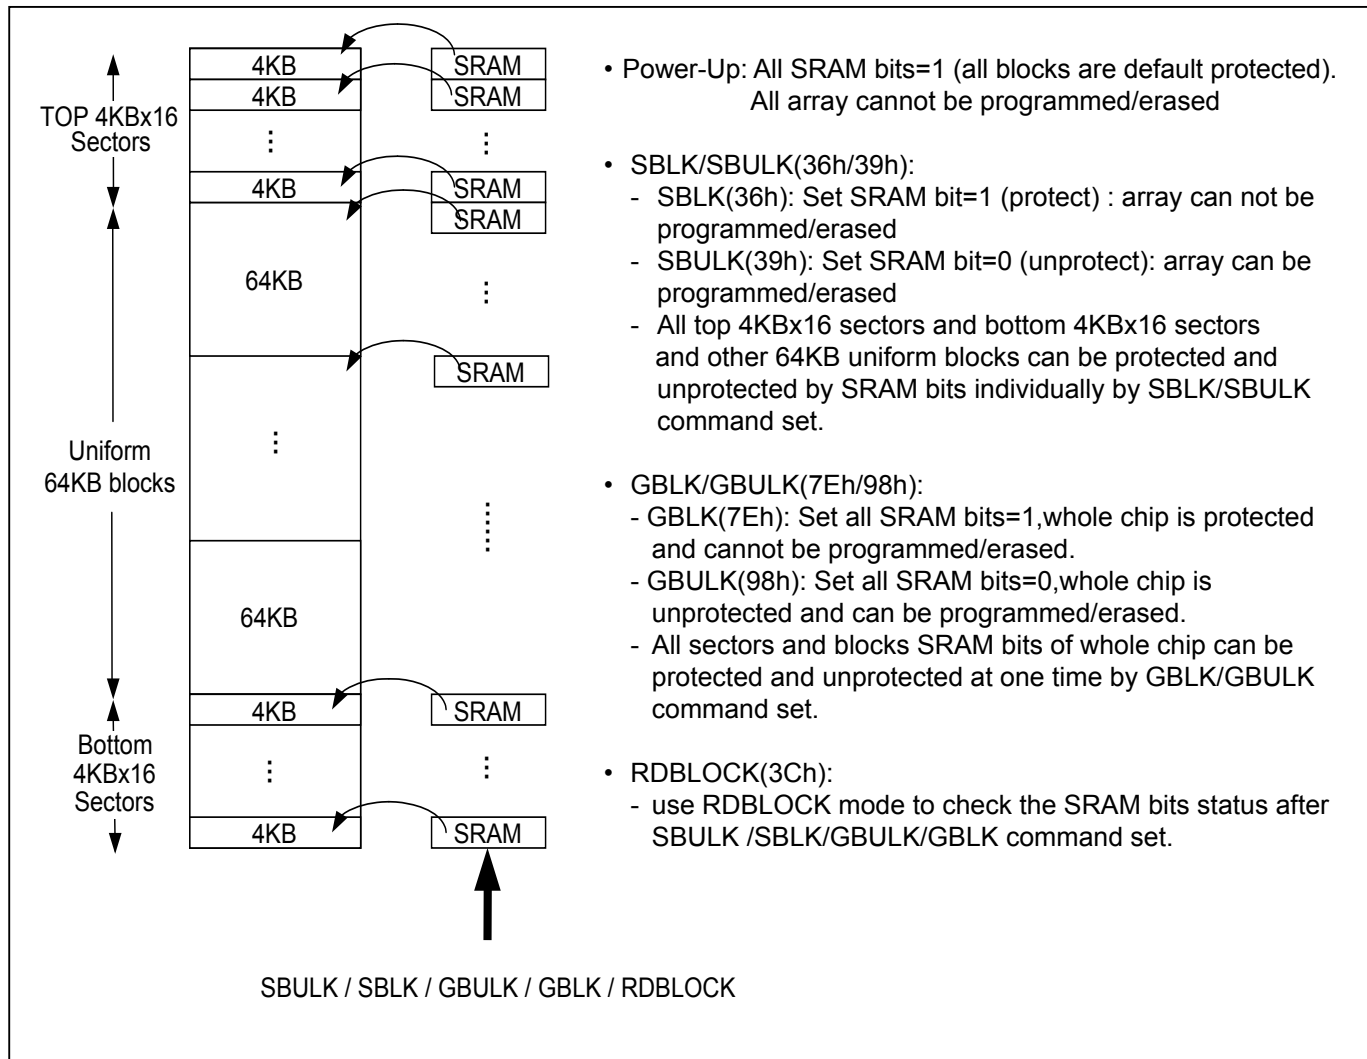 4KB
4KB
⋮
4KB
64KB
⋮
64KB
4KB
⋮
4KB
TOP 4KBx16
Sectors
Uniform
64KB blocks
Bottom
4KBx16
Sectors
SRAM
SRAM
⋮
SRAM
SRAM
⋮
SRAM
⋮
SRAM
⋮
SRAM
SBULK / SBLK / GBULK / GBLK / RDBLOCK
• Power-Up: All SRAM bits=1 (all blocks are default protected).
All array cannot be programmed/erased
• SBLK/SBULK(36h/39h):
- SBLK(36h): Set SRAM bit=1 (protect) : array can not be
programmed/erased
- SBULK(39h): Set SRAM bit=0 (unprotect): array can be
programmed/erased
- All top 4KBx16 sectors and bottom 4KBx16 sectors
and other 64KB uniform blocks can be protected and
unprotected by SRAM bits individually by SBLK/SBULK
command set.
• GBLK/GBULK(7Eh/98h):
- GBLK(7Eh): Set all SRAM bits=1,whole chip is protected
and cannot be programmed/erased.
- GBULK(98h): Set all SRAM bits=0,whole chip is
unprotected and can be programmed/erased.
- All sectors and blocks SRAM bits of whole chip can be
protected and unprotected at one time by GBLK/GBULK
command set.
• RDBLOCK(3Ch):
- use RDBLOCK mode to check the SRAM bits status after
SBULK /SBLK/GBULK/GBLK command set.